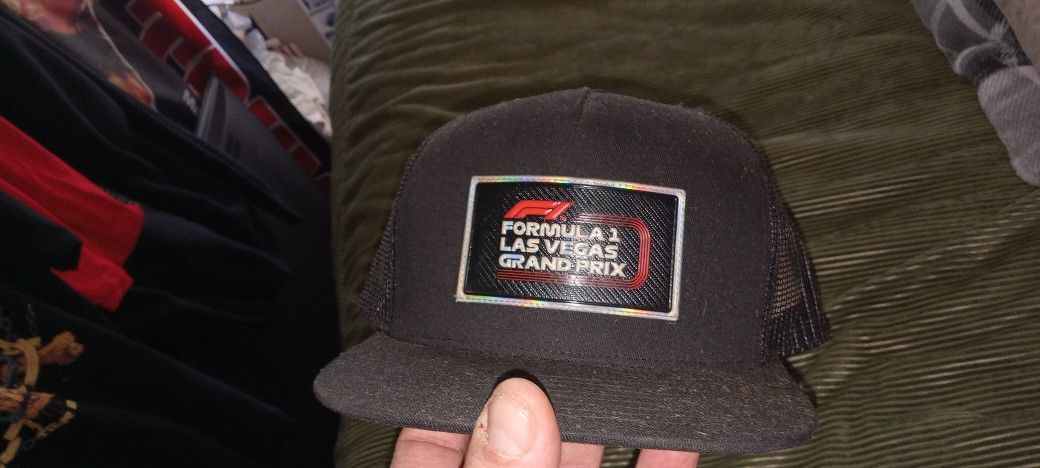 F1
FORMULA 1
LAS VEGAS
GRAND PRIX